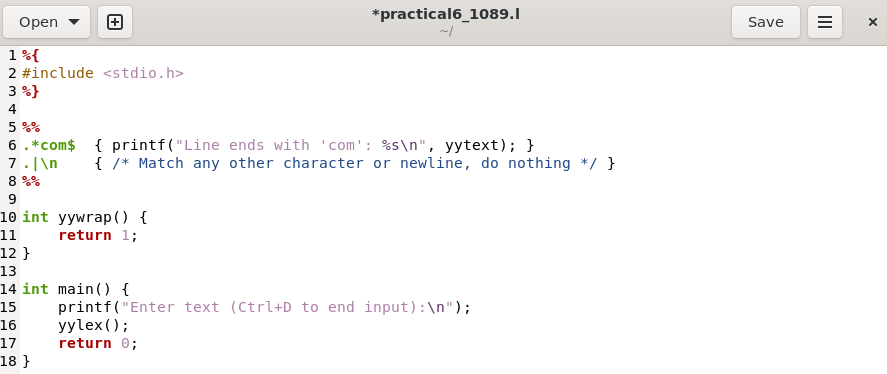 Open
*practical6_1089.l
~/
Save
1 %{
2 #include <stdio.h>
3 %}
4
5 %%
6 .*com$  { printf("Line ends with 'com': %s\n", yytext); }
7 .|\n    { /* Match any other character or newline, do nothing */ }
8 %%
9
10 int yywrap() {
11     return 1;
12 }
13
14 int main() {
15     printf("Enter text (Ctrl+D to end input):\n");
16     yylex();
17     return 0;
18 }